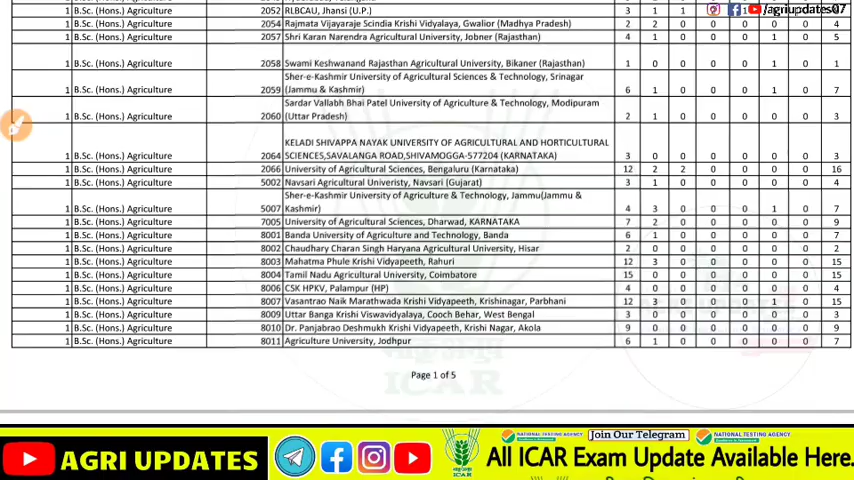 1 B.Sc. (Hons.) Agriculture 2052 RLBCAU, Jhansi (U.P.) 3 1 1 0
/agriupdates07
1 B.Sc. (Hons.) Agriculture 2054 Rajmata Vijayaraje Scindia Krishi Vidyalaya, Gwalior (Madhya Pradesh) 2 2 0 0 0 0 4
1 B.Sc. (Hons.) Agriculture 2057 Shri Karan Narendra Agricultural University, Jobner (Rajasthan) 4 1 0 0 0 1 0 5
1 B.Sc. (Hons.) Agriculture 2058 Swami Keshwanand Rajasthan Agricultural University, Bikaner (Rajasthan) 1 0 0 0 0 1 0 1
Sher-e-Kashmir University of Agricultural Sciences & Technology, Srinagar
1 B.Sc. (Hons.) Agriculture 2059 (Jammu & Kashmir) 6 1 0 0 0 1 0 7
Sardar Vallabh Bhai Patel University of Agriculture & Technology, Modipuram
1 B.Sc. (Hons.) Agriculture 2060 (Uttar Pradesh) 2 1 0 0 0 0 0 3
KELADI SHIVAPPA NAYAK UNIVERSITY OF AGRICULTURAL AND HORTICULTURAL
1 B.Sc. (Hons.) Agriculture 2064 SCIENCES,SAVALANGA ROAD,SHIVAMOGGA-577204 (KARNATAKA) 3 0 0 0 0 0 0 3
1 B.Sc. (Hons.) Agriculture 2066 University of Agricultural Sciences, Bengaluru (Karnataka) 12 2 2 0 0 0 0 16
1 B.Sc. (Hons.) Agriculture 5002 Navsari Agricultural Univeristy, Navsari (Gujarat) 3 1 0 0 0 0 0 4
Sher-e-Kashmir University of Agriculture & Technology, Jammu(Jammu &
1 B.Sc. (Hons.) Agriculture 5007 Kashmir) 4 3 0 0 0 1 0 7
1 B.Sc. (Hons.) Agriculture 7005 University of Agricultural Sciences, Dharwad, KARNATAKA 7 2 0 0 0 0 0 9
1 B.Sc. (Hons.) Agriculture 8001 Banda University of Agriculture and Technology, Banda 6 1 0 0 0 0 0 7
1 B.Sc. (Hons.) Agriculture 8002 Chaudhary Charan Singh Haryana Agricultural University, Hisar 2 0 0 0 0 0 0 2
1 B.Sc. (Hons.) Agriculture 8003 Mahatma Phule Krishi Vidyapeeth, Rahuri 12 3 0 0 0 0 0 15
1 B.Sc. (Hons.) Agriculture 8004 Tamil Nadu Agricultural University, Coimbatore 15 0 0 0 0 0 0 15
1 B.Sc. (Hons.) Agriculture 8006 CSK HPKV, Palampur (HP) 4 0 0 0 0 0 0 4
1 B.Sc. (Hons.) Agriculture 8007 Vasantrao Naik Marathwada Krishi Vidyapeeth, Krishinagar, Parbhani 12 3 0 0 0 1 0 15
1 B.Sc. (Hons.) Agriculture 8009 Uttar Banga Krishi Viswavidyalaya, Cooch Behar, West Bengal 3 0 0 0 0 0 0 3
1 B.Sc. (Hons.) Agriculture 8010 Dr. Panjabrao Deshmukh Krishi Vidyapeeth, Krishi Nagar, Akola 9 0 0 0 0 0 0 9
1 B.Sc. (Hons.) Agriculture 8011 Agriculture University, Jodhpur 6 1 0 0 0 0 0 7
Page 1 of 5
ICAR
NATIONAL TESTING AGENCY Join Our Telegram NATIONAL TESTING AGENCY
AGRI UPDATES
All ICAR Exam Update Available Here.
ICAR